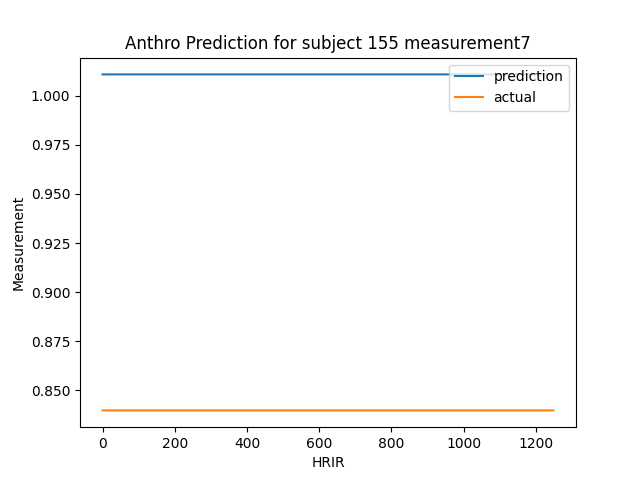 Anthro Prediction for subject 155 measurement7
prediction
actual
1.000
0.975
0.950
0.925
0.900
0.875
0.850
Measurement
0 200 400 600 800 1000 1200
HRIR